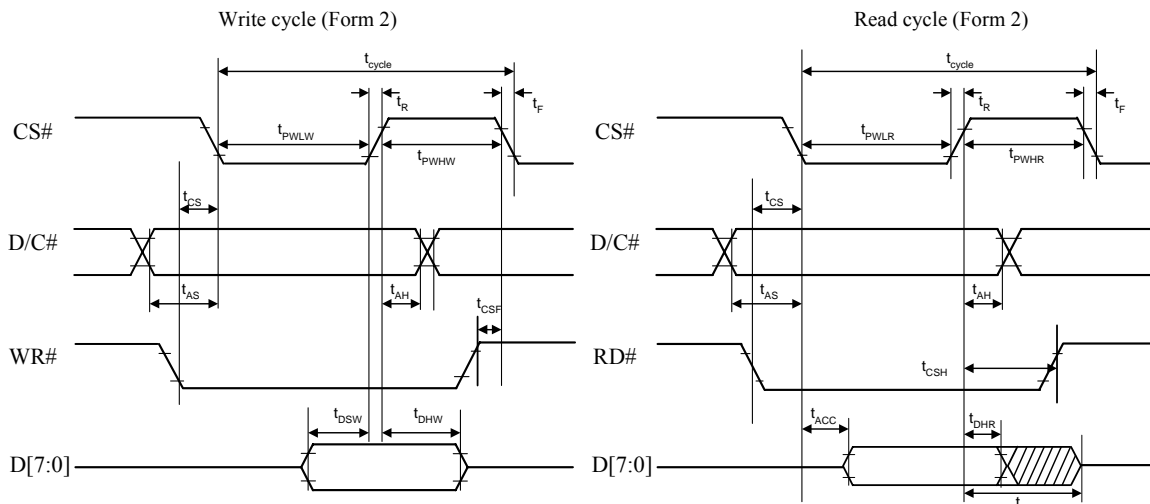 Write cycle (Form 2)
Read cycle (Form 2)
tcycle
tR
tF
CS#
tPWLW
tPWHW
tCS
D/C#
tAS
tAH
tCSF
WR#
tDSW
tDHW
D[7:0]
tcycle
tR
tF
CS#
tPWLR
tPWHR
tCS
D/C#
tAS
tAH
RD#
tCSH
tACC
tDHR
D[7:0]
t